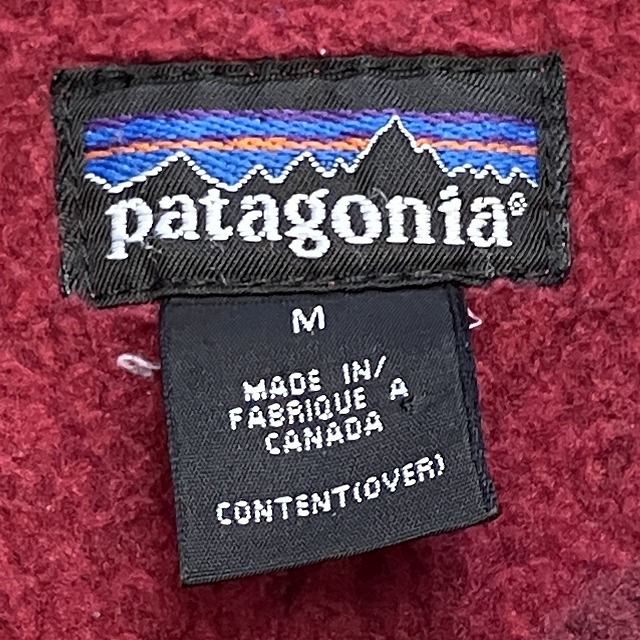 patagonia®
M
MADE IN/
FABRIQUE A
CANADA
CONTENT(OVER)